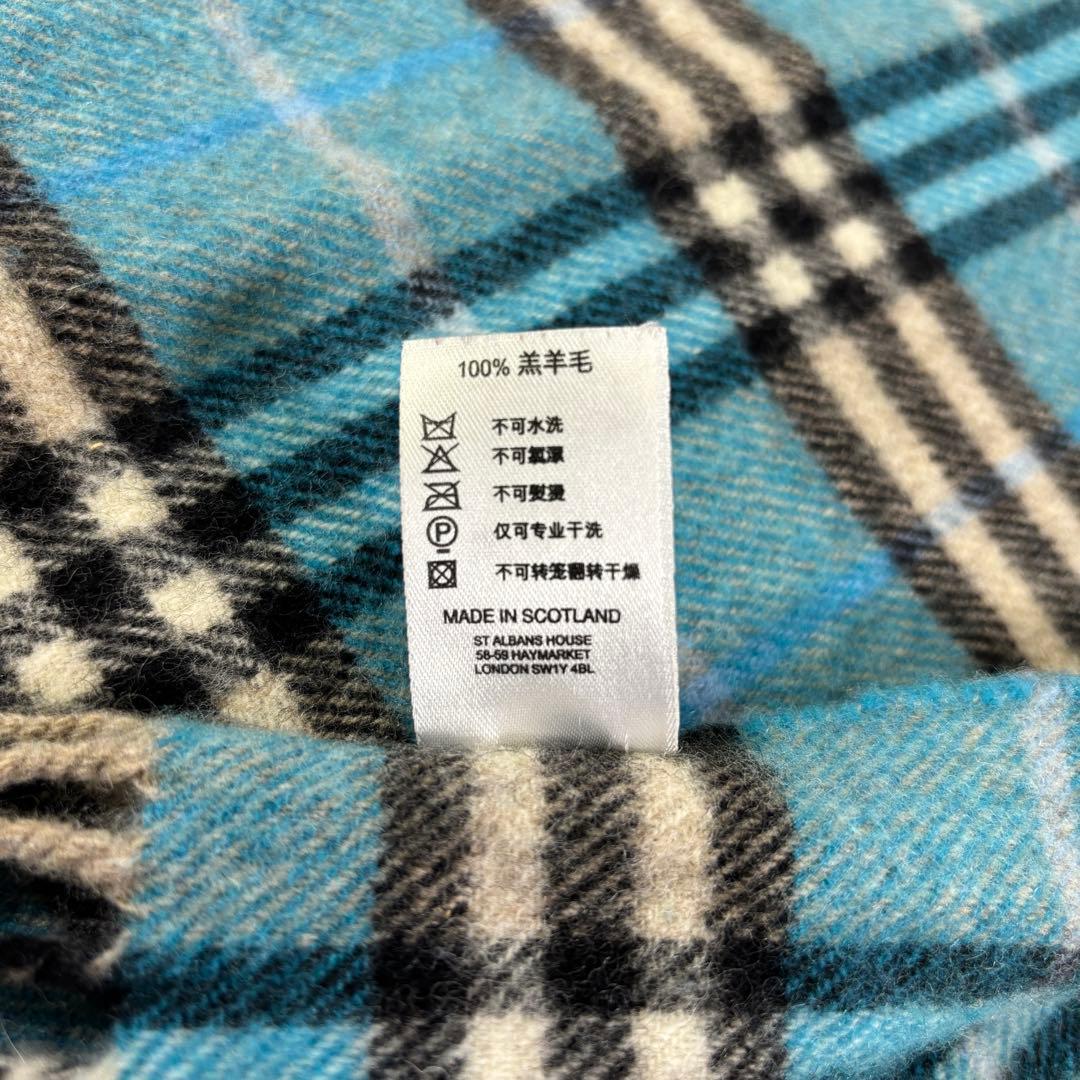 100% 羔羊毛
不可水洗
不可氯漂
不可熨烫
P 仅可专业干洗
不可转笼翻转干燥
MADE IN SCOTLAND
ST ALBANS HOUSE
58-59 HAYMARKET
LONDON SW1Y 4BL